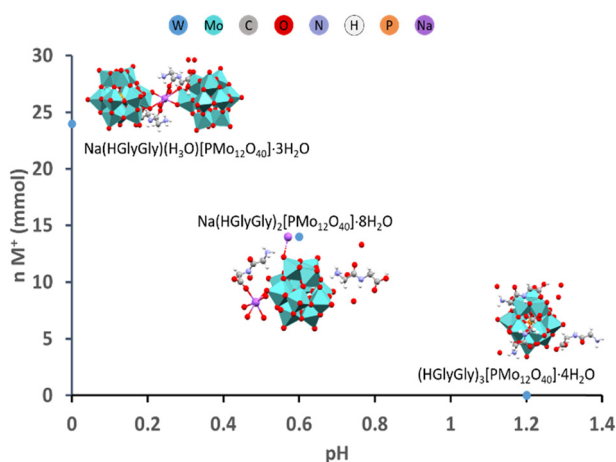 W Mo C O N H P Na
30
25
20
15
10
5
0
n M⁺ (mmol)
Na(HGlyGly)(H₃O)[PMo₁₂O₄₀]·3H₂O
Na(HGlyGly)₂[PMo₁₂O₄₀]·8H₂O
(HGlyGly)₃[PMo₁₂O₄₀]·4H₂O
0 0.2 0.4 0.6 0.8 1 1.2 1.4
pH